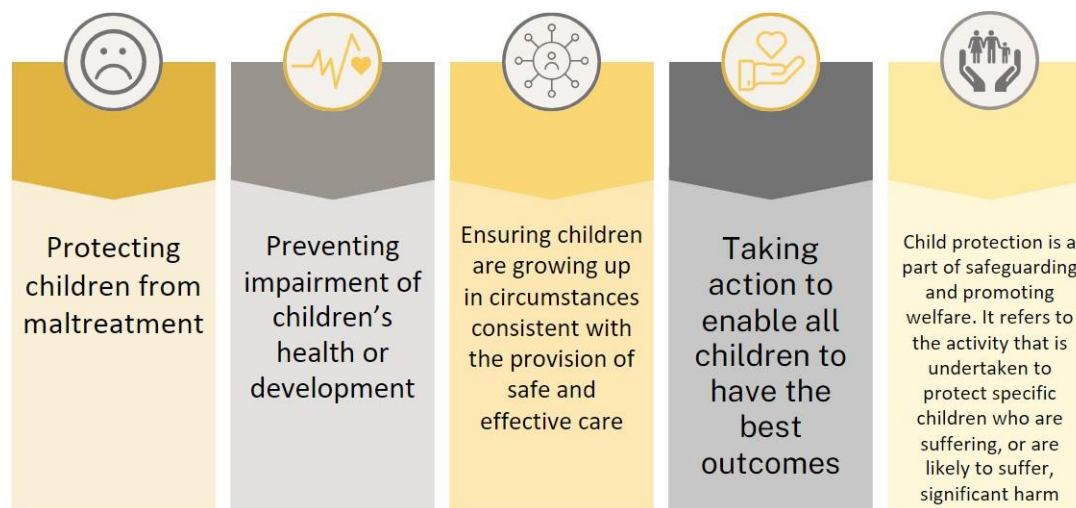 Protecting
children from
maltreatment
Preventing
impairment of
children’s
health or
development
Ensuring children
are growing up
in circumstances
consistent with
the provision of
safe and
effective care
Taking
action to
enable all
children to
have the
best
outcomes
Child protection is a
part of safeguarding
and promoting
welfare. It refers to
the activity that is
undertaken to
protect specific
children who are
suffering, or are
likely to suffer,
significant harm